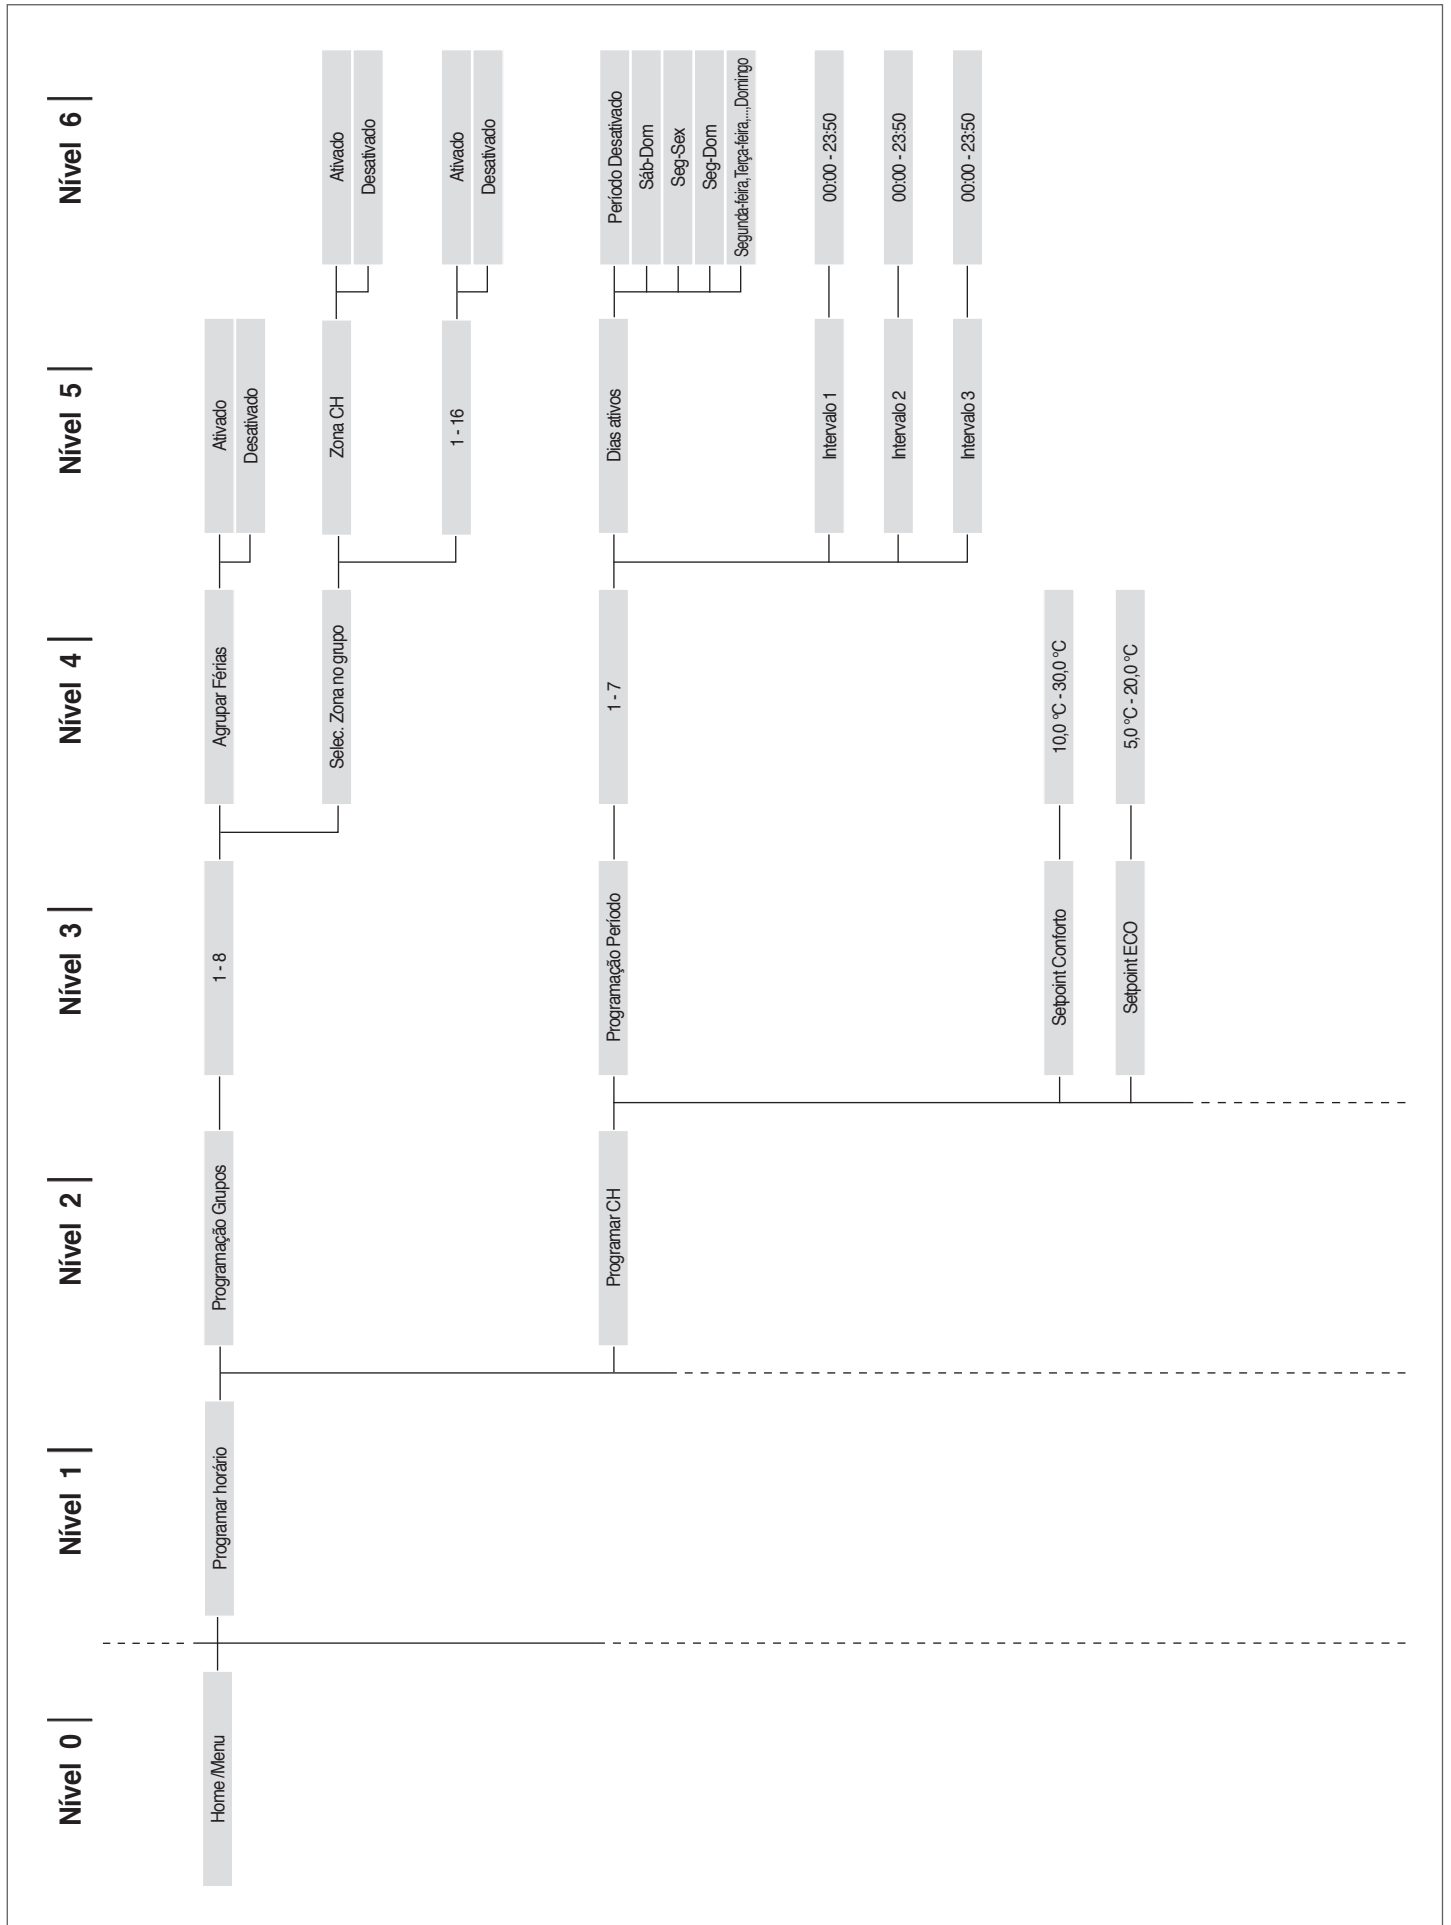 Nível 0
Nível 1
Nível 2
Nível 3
Nível 4
Nível 5
Nível 6
Home /Menu
Programar horário
Programação Grupos
1 - 8
Agrupar Férias
Ativado
Desativado
Selec. Zona no grupo
Zona CH
Ativado
Desativado
1 - 16
Ativado
Desativado
Programar CH
Programação Período
1 - 7
Dias ativos
Período Desativado
Sáb-Dom
Seg-Sex
Seg-Dom
Segunda-feira,Terça-feira,...,Domingo
Intervalo 1
00:00 - 23:50
Intervalo 2
00:00 - 23:50
Intervalo 3
00:00 - 23:50
Setpoint Conforto
10,0 °C - 30,0 °C
Setpoint ECO
5,0 °C - 20,0 °C